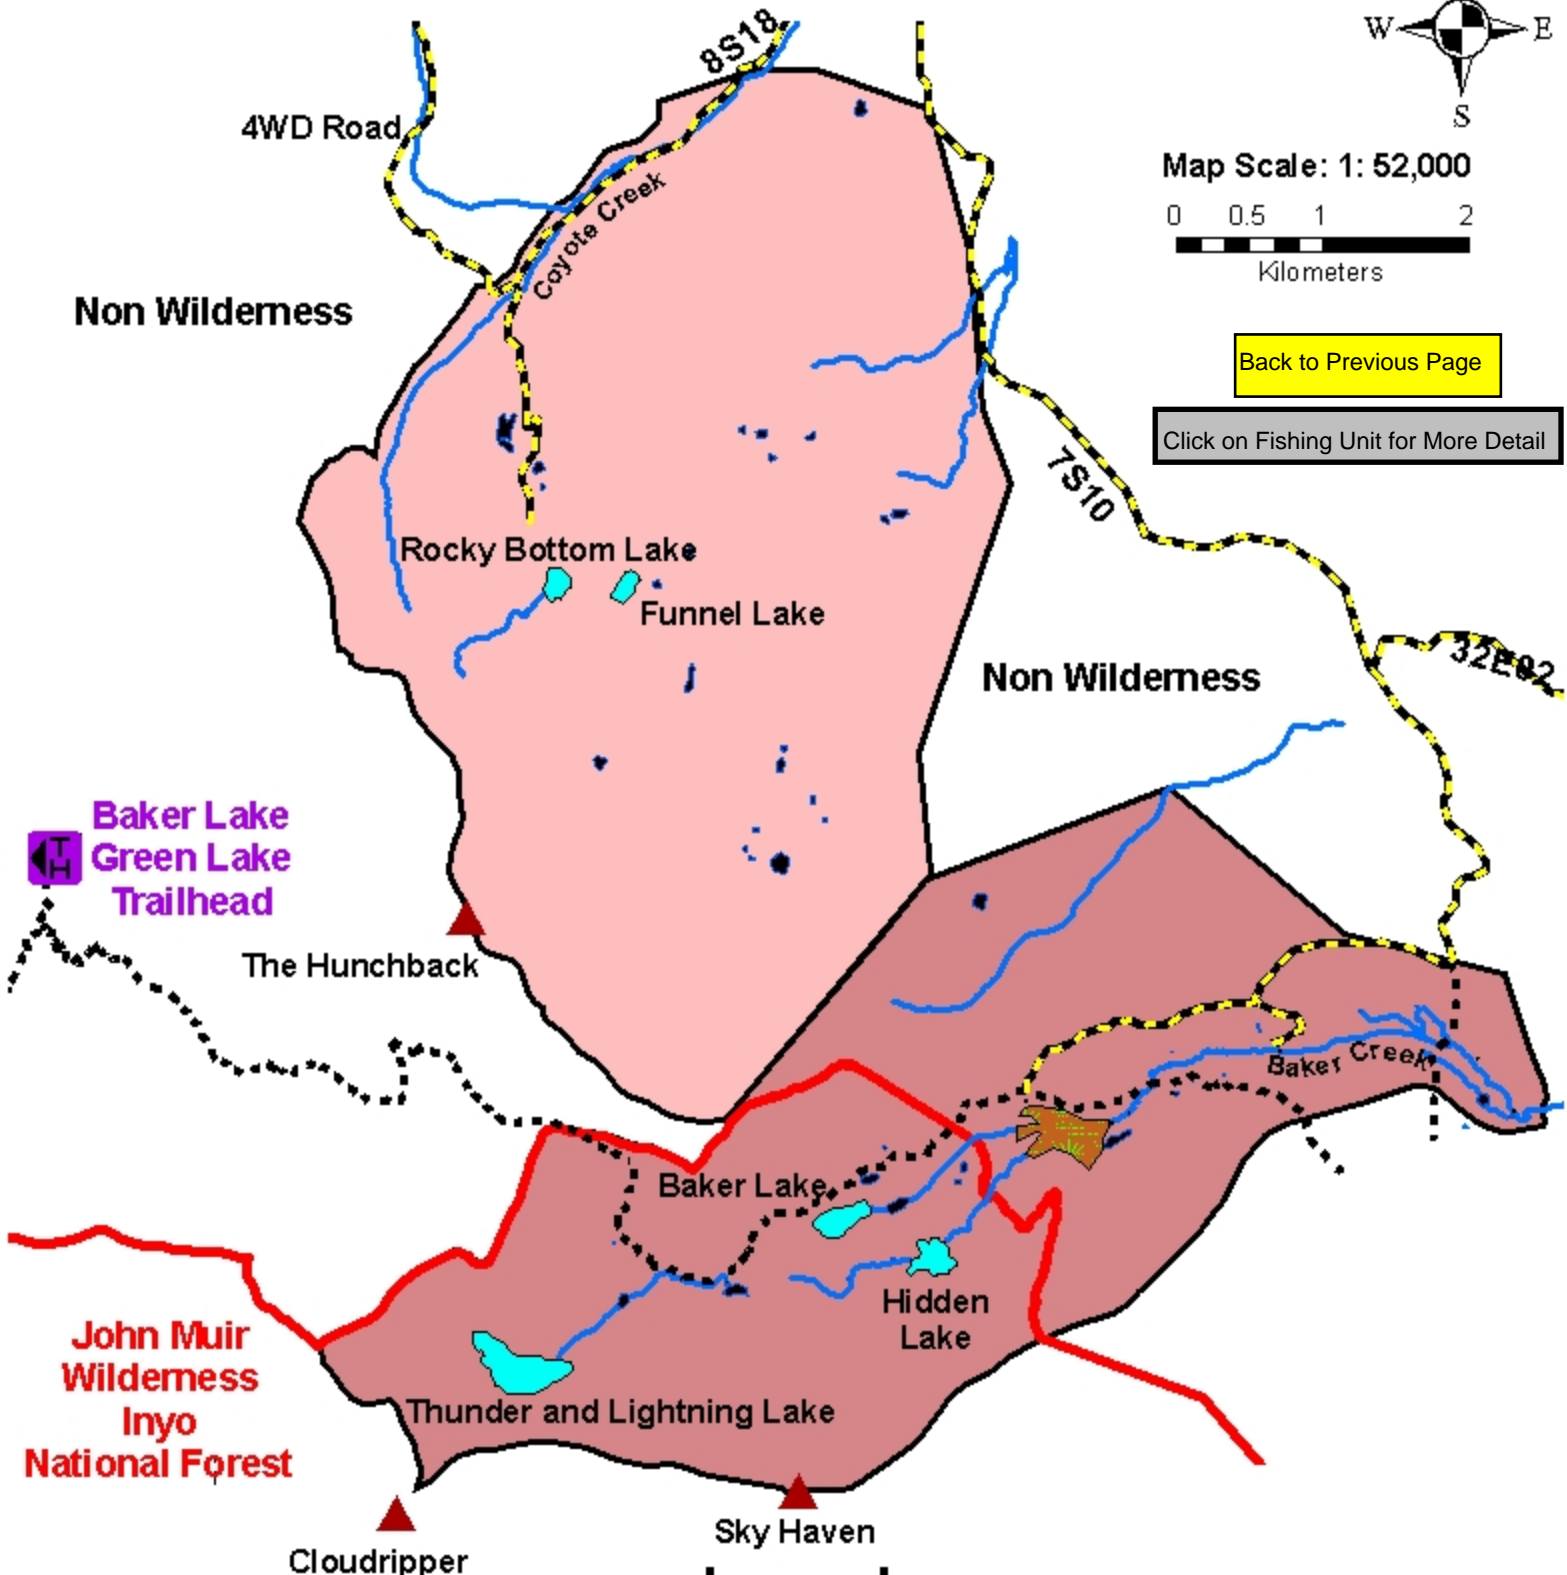 8S18
W E
S
4WD Road
Map Scale: 1: 52,000
0 0.5 1 2
Kilometers
Coyote Creek
Non Wilderness
Back to Previous Page
Click on Fishing Unit for More Detail
7S10
Rocky Bottom Lake
Funnel Lake
32E02
Non Wilderness
Baker Lake
Green Lake
Trailhead
TH
The Hunchback
Baker Creek
Baker Lake
Hidden
Lake
John Muir
Wilderness
Inyo
National Forest
Thunder and Lightning Lake
Sky Haven
Cloudripper